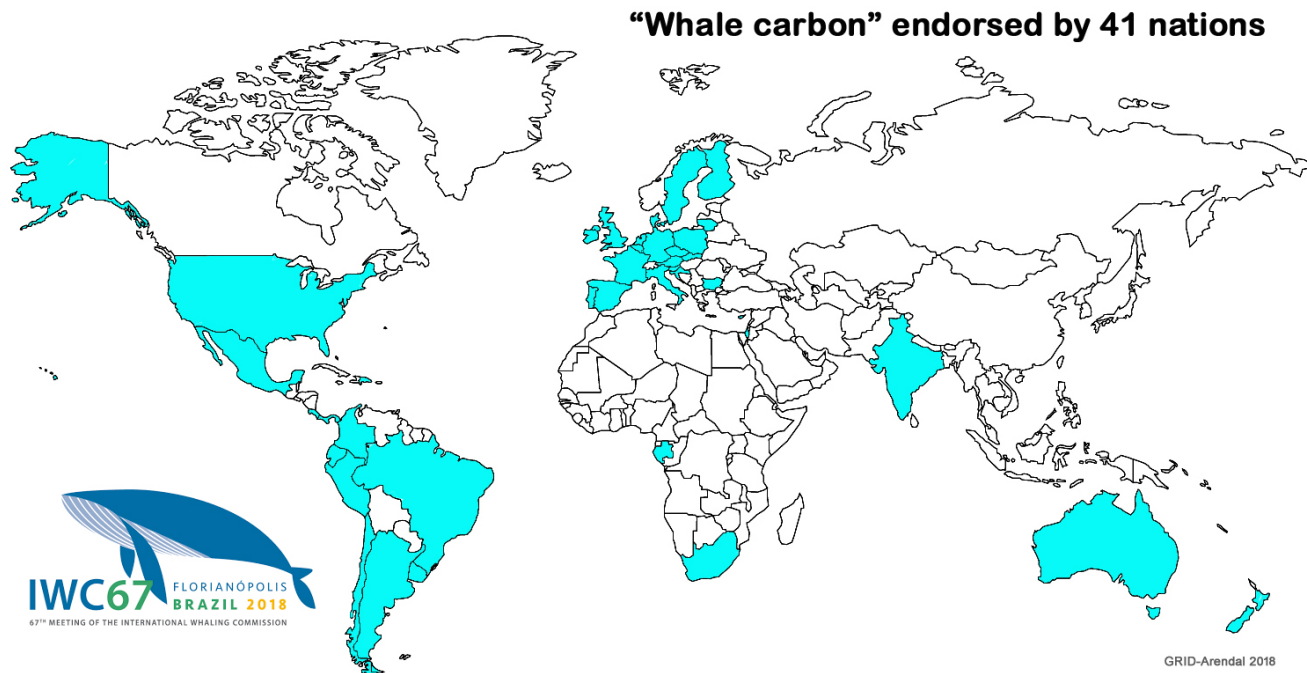 “Whale carbon” endorsed by 41 nations
IWC67
FLORIANÓPOLIS
BRAZIL 2018
67TH MEETING OF THE INTERNATIONAL WHALING COMMISSION
GRID-Arendal 2018